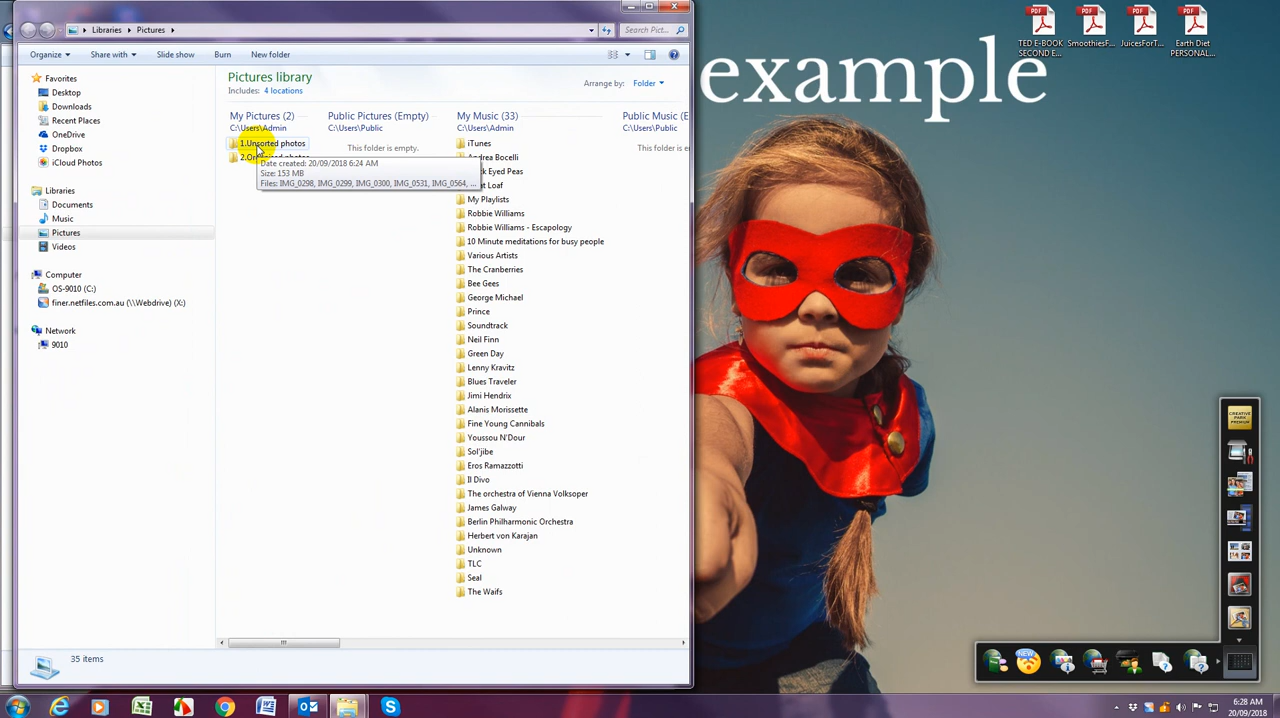 Libraries
Pictures
Search Pict...
Organize
Share with
Slide show
Burn
New folder
Favorites
Desktop
Downloads
Recent Places
OneDrive
Dropbox
iCloud Photos
Libraries
Documents
Music
Pictures
Videos
Computer
OS-9010 (C:)
finer.netfiles.com.au (\\Webdrive) (X:)
Network
9010
Pictures library
Includes: 4 locations
Arrange by: Folder
My Pictures (2)
C:\Users\Admin
1.Unsorted photos
Date created: 20/09/2018 6:24 AM
Size: 153 MB
Files: IMG_0298, IMG_0299, IMG_0300, IMG_0531, IMG_0564, ...
Public Pictures (Empty)
C:\Users\Public
This folder is empty.
My Music (33)
C:\Users\Admin
iTunes
Andrea Bocelli
Eyed Peas
Loaf
My Playlists
Robbie Williams
Robbie Williams - Escapology
10 Minute meditations for busy people
Various Artists
The Cranberries
Bee Gees
George Michael
Prince
Soundtrack
Neil Finn
Green Day
Lenny Kravitz
Blues Traveler
Jimi Hendrix
Alanis Morissette
Fine Young Cannibals
Youssou N'Dour
Sol'jibe
Eros Ramazzotti
Il Divo
The orchestra of Vienna Volksoper
James Galway
Berlin Philharmonic Orchestra
Herbert von Karajan
Unknown
TLC
Seal
The Waifs
Public Music (E
C:\Users\Public
This folder is e
35 items
example
TED E-BOOK
SECOND E...
SmoothiesF...
JuicesForT...
Earth Diet
PERSONAL...
CREATIVE
PARK
PREMIUM
NEW
6:28 AM
20/09/2018